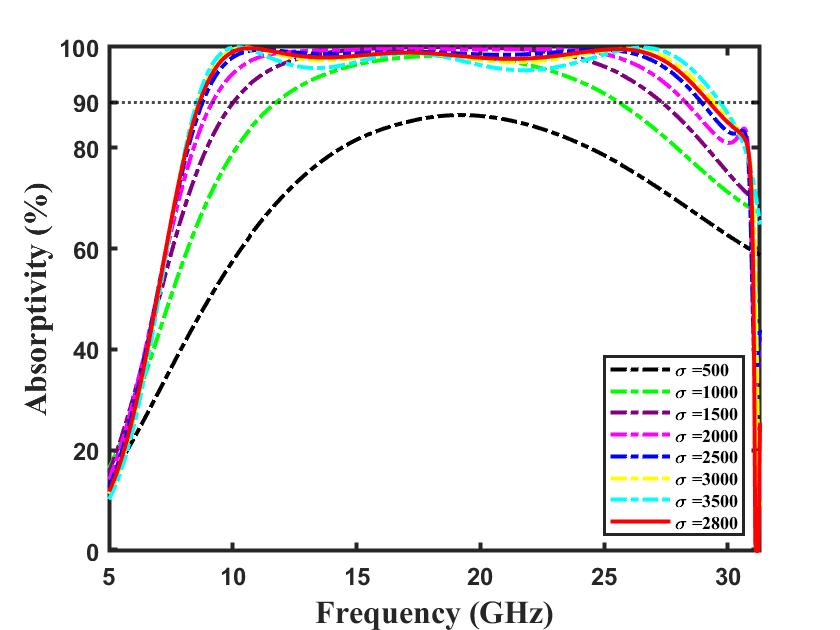 100
90
80
60
40
20
0
Absorptivity (%)
σ =500
σ =1000
σ =1500
σ =2000
σ =2500
σ =3000
σ =3500
σ =2800
5 10 15 20 25 30
Frequency (GHz)